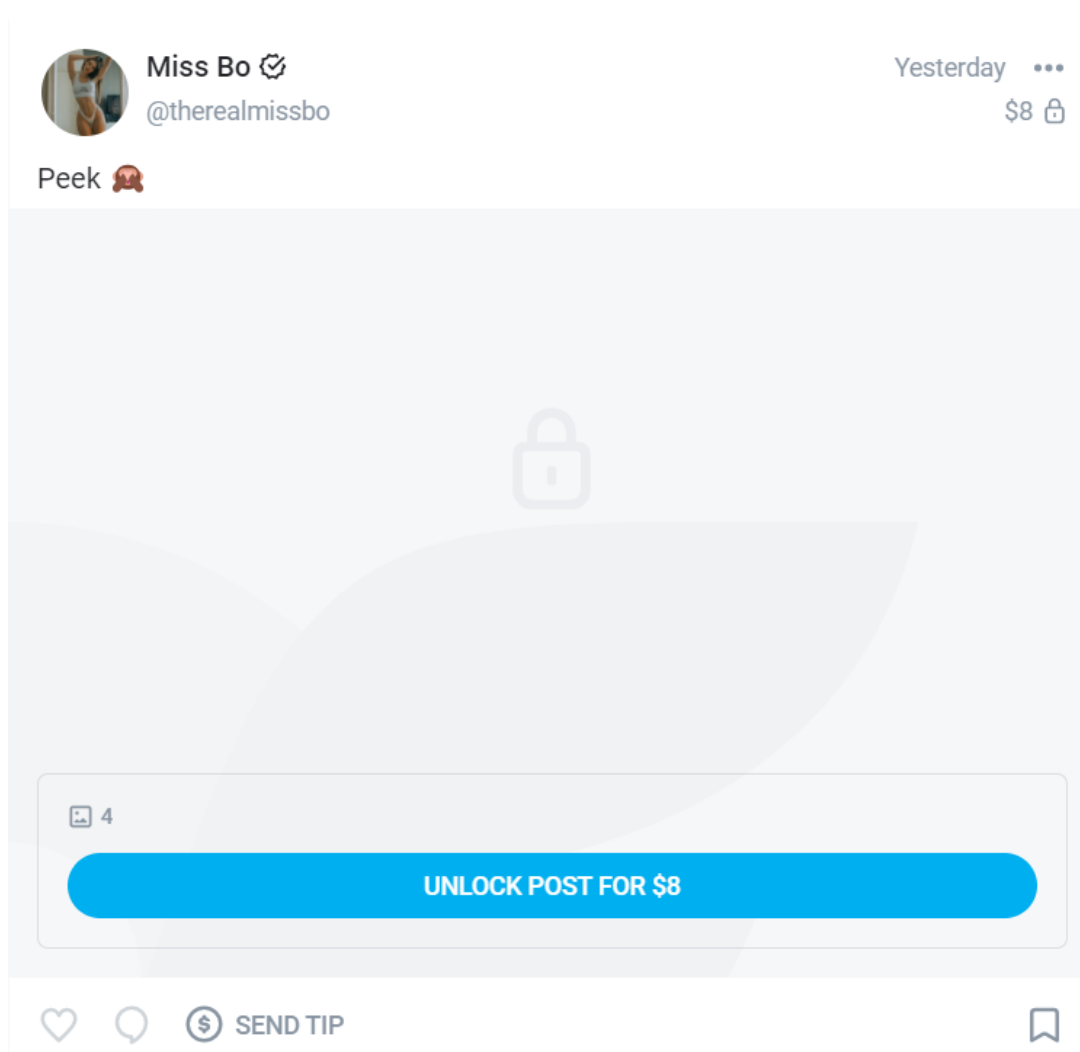 Miss Bo
Yesterday
@therealmissbo
$8
Peek 🙈
4
UNLOCK POST FOR $8
SEND TIP